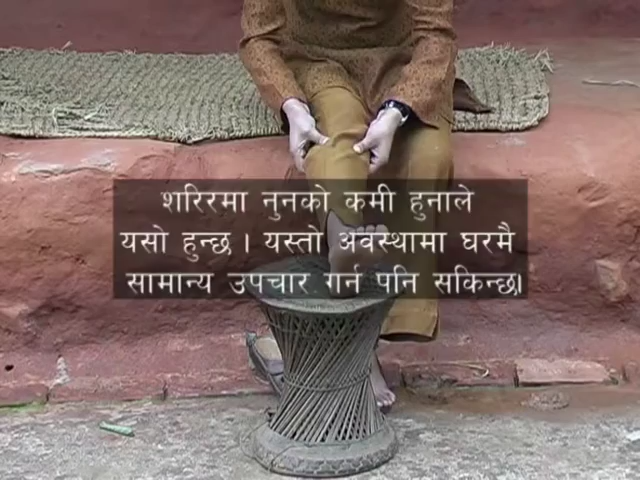 शरिरमा नुनको कमी हुनाले
यसो हुन्छ । यस्तो अवस्थामा घरमै
सामान्य उपचार गर्न पनि सकिन्छ।